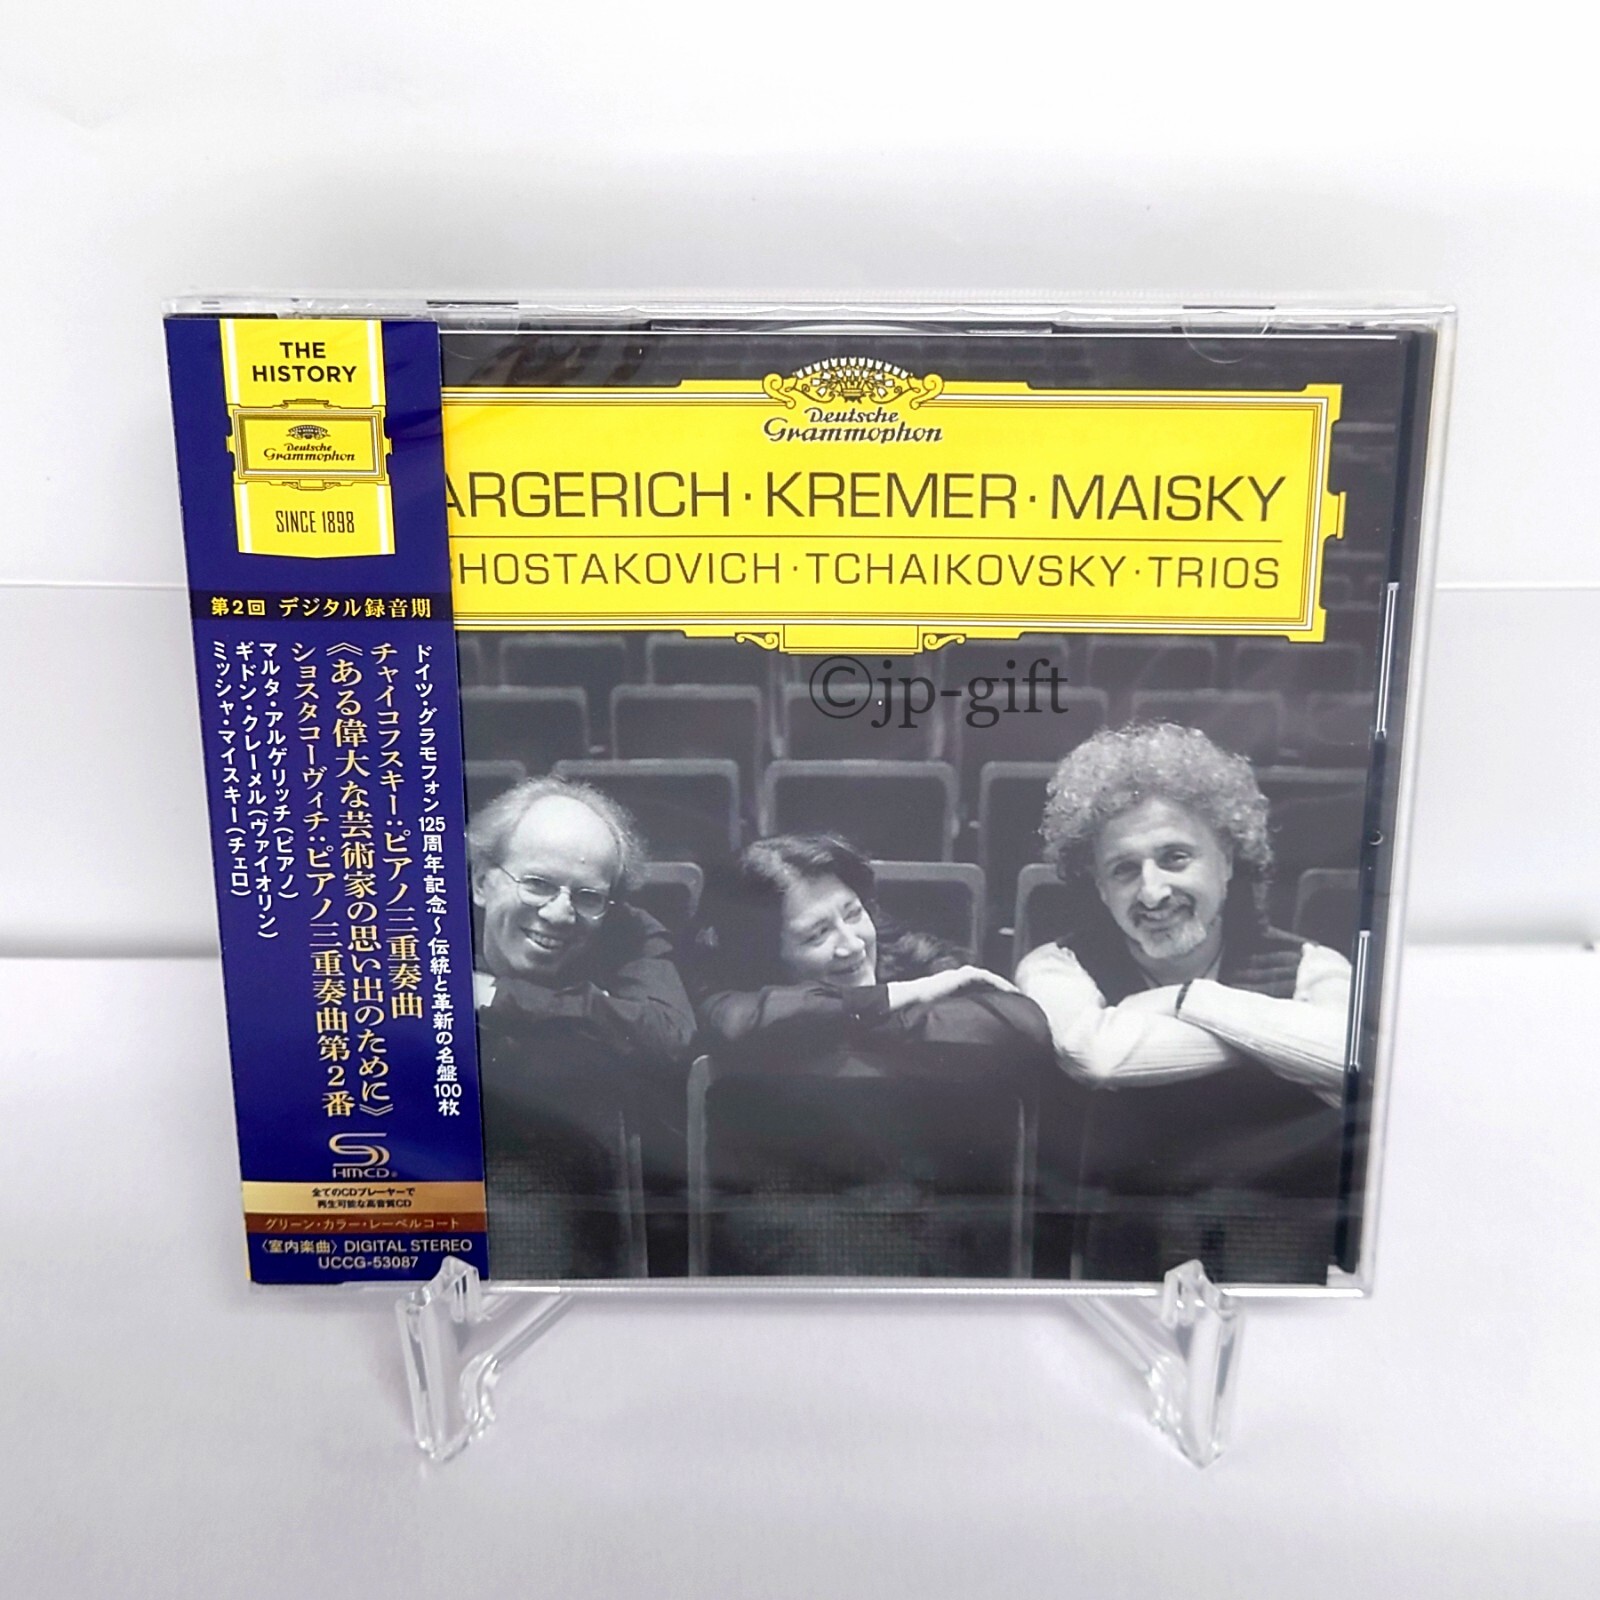 THE
HISTORY
Deutsche
Grammophon
SINCE 1898
第2回 デジタル録音期
ドイツ・グラモフォン125周年記念～伝統と革新の名盤100枚
チャイコフスキー：ピアノ三重奏曲
《ある偉大な芸術家の思い出のために》
ショスタコーヴィチ：ピアノ三重奏曲第2番
マルタ・アルゲリッチ(ピアノ)
ギドン・クレーメル(ヴァイオリン)
ミッシャ・マイスキー(チェロ)
SHMCD
全てのCDプレーヤーで
再生可能な高音質CD
グリーン・カラー・レーベルコート
〈室内楽曲〉 DIGITAL STEREO
UCCG-53087
Deutsche
Grammophon
ARGERICH · KREMER · MAISKY
HOSTAKOVICH · TCHAIKOVSKY · TRIOS
©jp-gift